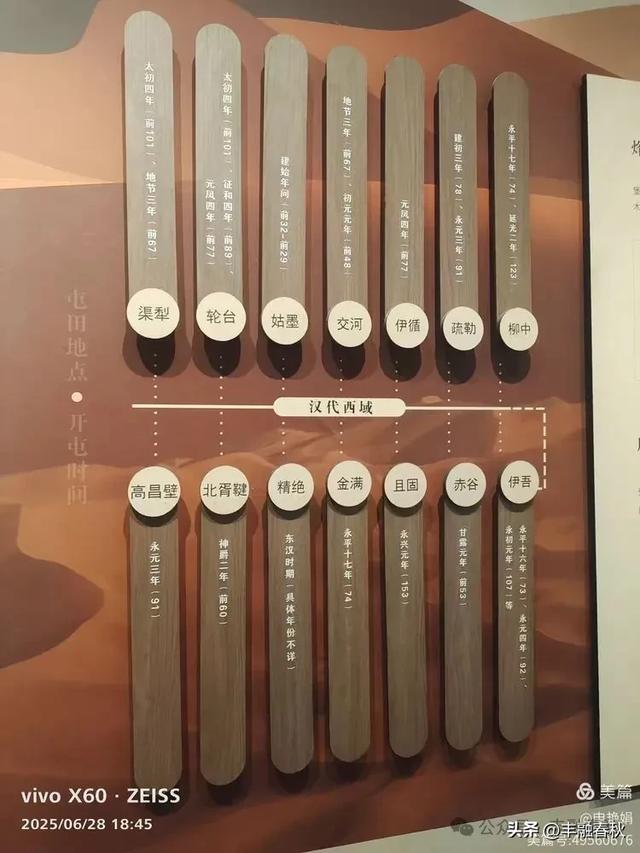 屯田地点●开屯时间
太初四年（前101）、地节三年（前67）
渠犁
太初四年（前101）、征和四年（前89）、
元凤四年（前77）
轮台
建始年间（前32-前29）
姑墨
地节三年（前67）、初元元年（前48）
交河
元凤四年（前77）
伊循
建初三年（78）、永元三年（91）
疏勒
永平十七年（74）、延光二年（123）
柳中
汉代西域
高昌壁
永元三年（91）
北胥鞬
神爵二年（前60）
精绝
东汉时期（具体年份不详）
金满
永平十七年（74）
且固
永兴元年（153）
赤谷
甘露元年（前53）
伊吾
永平十六年（73）、永元四年（92）、
永初元年（107）等
vivo X60 · ZEISS
2025/06/28 18:45
美篇
@申艳娟
头条 @丰融春秋
美篇号:49560676